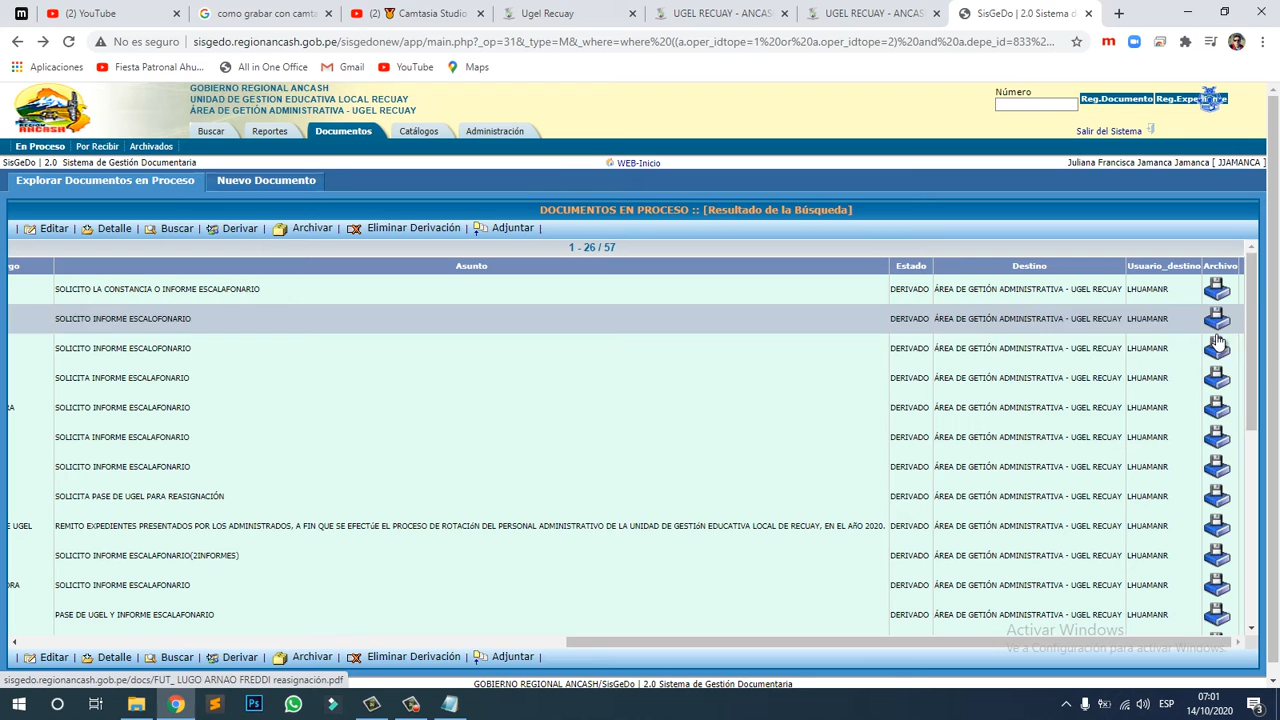 (2) YouTube
como grabar con camta
(2) 🏅 Camtasia Studio
Ugel Recuay
UGEL RECUAY - ANCASH
UGEL RECUAY - ANCAS
SisGeDo | 2.0 Sistema d
No es seguro | sisgedo.regionancash.gob.pe/sisgedonew/app/main.php?_op=31&_type=M&_where=where%20((a.oper_idtope=1%20or%20a.oper_idtope=2)%20and%20a.depe_id=833%2...
Aplicaciones
Fiesta Patronal Ahu...
All in One Office
Gmail
YouTube
Maps
GOBIERNO REGIONAL ANCASH
UNIDAD DE GESTION EDUCATIVA LOCAL RECUAY
ÁREA DE GETIÓN ADMINISTRATIVA - UGEL RECUAY
Número
Reg.Documento Reg.Expe
Buscar
Reportes
Documentos
Catálogos
Administración
Salir del Sistema
En Proceso Por Recibir Archivados
SisGeDo | 2.0 Sistema de Gestión Documentaria
WEB-Inicio
Juliana Francisca Jamanca Jamanca [ JJAMANCA ]
Explorar Documentos en Proceso
Nuevo Documento
DOCUMENTOS EN PROCESO :: [Resultado de la Búsqueda]
| Editar | Detalle | Buscar | Derivar | Archivar | Eliminar Derivación | Adjuntar |
1 - 26 / 57
rgo Asunto Estado Destino Usuario_destino Archivo
SOLICITO LA CONSTANCIA O INFORME ESCALAFONARIO DERIVADO ÁREA DE GETIÓN ADMINISTRATIVA - UGEL RECUAY LHUAMANR
SOLICITO INFORME ESCALOFONARIO DERIVADO ÁREA DE GETIÓN ADMINISTRATIVA - UGEL RECUAY LHUAMANR
SOLICITO INFORME ESCALOFONARIO DERIVADO ÁREA DE GETIÓN ADMINISTRATIVA - UGEL RECUAY LHUAMANR
SOLICITA INFORME ESCALAFONARIO DERIVADO ÁREA DE GETIÓN ADMINISTRATIVA - UGEL RECUAY LHUAMANR
RA SOLICITO INFORME ESCALAFONARIO DERIVADO ÁREA DE GETIÓN ADMINISTRATIVA - UGEL RECUAY LHUAMANR
SOLICITA INFORME ESCALAFONARIO DERIVADO ÁREA DE GETIÓN ADMINISTRATIVA - UGEL RECUAY LHUAMANR
SOLICITO INFORME ESCALAFONARIO DERIVADO ÁREA DE GETIÓN ADMINISTRATIVA - UGEL RECUAY LHUAMANR
SOLICITA PASE DE UGEL PARA REASIGNACIÓN DERIVADO ÁREA DE GETIÓN ADMINISTRATIVA - UGEL RECUAY LHUAMANR
E UGEL REMITO EXPEDIENTES PRESENTADOS POR LOS ADMINISTRADOS, A FIN QUE SE EFECTúE EL PROCESO DE ROTACIóN DEL PERSONAL ADMINISTRATIVO DE LA UNIDAD DE GESTIóN EDUCATIVA LOCAL DE RECUAY, EN EL AñO 2020. DERIVADO ÁREA DE GETIÓN ADMINISTRATIVA - UGEL RECUAY LHUAMANR
SOLICITO INFORME ESCALAFONARIO(2INFORMES) DERIVADO ÁREA DE GETIÓN ADMINISTRATIVA - UGEL RECUAY LHUAMANR
ORA SOLICITO INFORME ESCALAFONARIO DERIVADO ÁREA DE GETIÓN ADMINISTRATIVA - UGEL RECUAY LHUAMANR
PASE DE UGEL Y INFORME ESCALAFONARIO DERIVADO ÁREA DE GETIÓN ADMINISTRATIVA - UGEL RECUAY LHUAMANR
Activar Windows
Ve a Configuración para activar Windows.
| Editar | Detalle | Buscar | Derivar | Archivar | Eliminar Derivación | Adjuntar |
sisgedo.regionancash.gob.pe/docs/FUT_ LUGO ARNAO FREDDI reasignación.pdf
GOBIERNO REGIONAL ANCASH/SisGeDo | 2.0 Sistema de Gestión Documentaria
ESP
07:01
14/10/2020
3